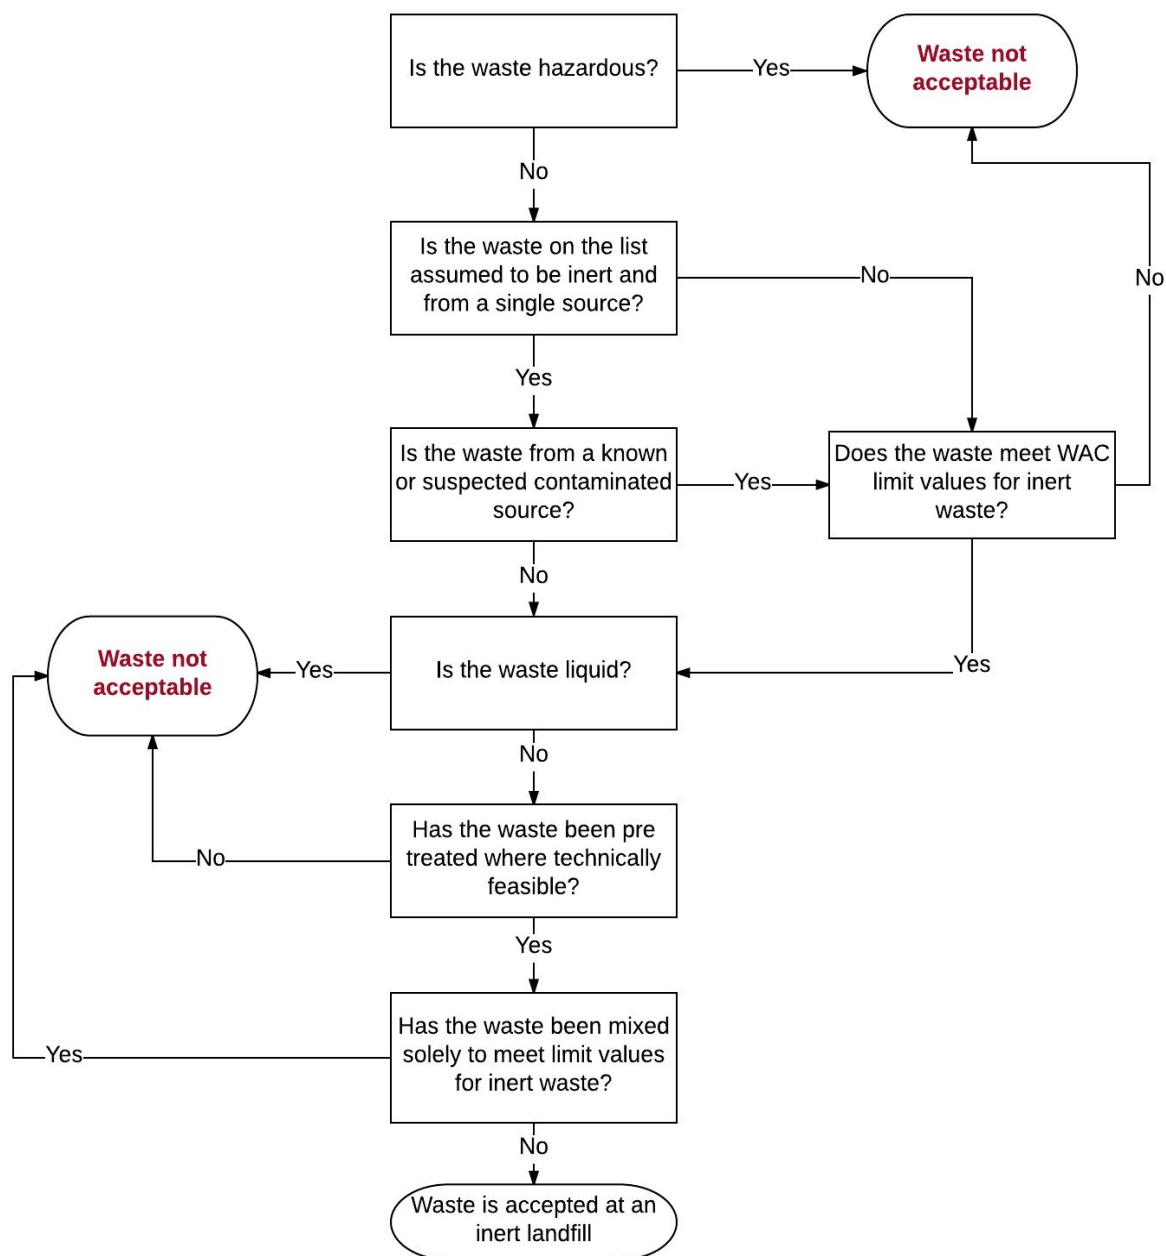 Is the waste hazardous?
Yes
Waste not
acceptable
No
Is the waste on the list
assumed to be inert and
from a single source?
No
No
Yes
Is the waste from a known
or suspected contaminated
source?
Yes
Does the waste meet WAC
limit values for inert
waste?
No
Waste not
acceptable
Yes
Is the waste liquid?
Yes
No
Has the waste been pre
treated where technically
feasible?
No
Yes
Has the waste been mixed
solely to meet limit values
for inert waste?
Yes
No
Waste is accepted at an
inert landfill